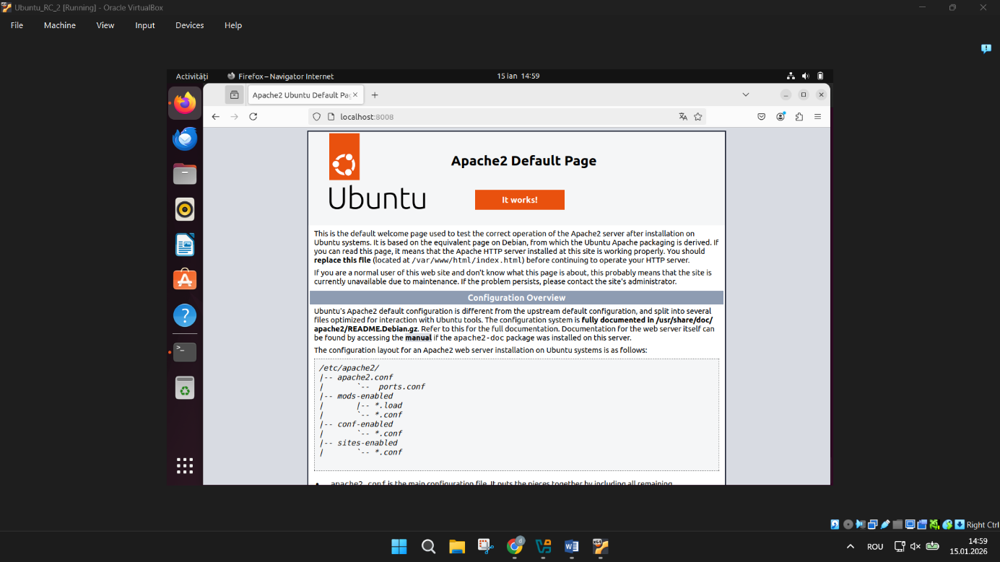 Ubuntu_RC_2 [Running] - Oracle VirtualBox
File Machine View Input Devices Help
Activități Firefox – Navigator Internet 15 ian 14:59
Apache2 Ubuntu Default Pag
localhost:8008
Ubuntu
Apache2 Default Page
It works!
This is the default welcome page used to test the correct operation of the Apache2 server after installation on
Ubuntu systems. It is based on the equivalent page on Debian, from which the Ubuntu Apache packaging is derived. If
you can read this page, it means that the Apache HTTP server installed at this site is working properly. You should
replace this file (located at /var/www/html/index.html) before continuing to operate your HTTP server.
If you are a normal user of this web site and don't know what this page is about, this probably means that the site is
currently unavailable due to maintenance. If the problem persists, please contact the site's administrator.
Configuration Overview
Ubuntu's Apache2 default configuration is different from the upstream default configuration, and split into several
files optimized for interaction with Ubuntu tools. The configuration system is fully documented in /usr/share/doc/
apache2/README.Debian.gz. Refer to this for the full documentation. Documentation for the web server itself can
be found by accessing the manual if the apache2-doc package was installed on this server.
The configuration layout for an Apache2 web server installation on Ubuntu systems is as follows:
/etc/apache2/
|-- apache2.conf
|       `--  ports.conf
|-- mods-enabled
|       |-- *.load
|       `-- *.conf
|-- conf-enabled
|       `-- *.conf
|-- sites-enabled
|       `-- *.conf
• apache2.conf is the main configuration file. It puts the pieces together by including all remaining
Right Ctrl
ROU 14:59
15.01.2026